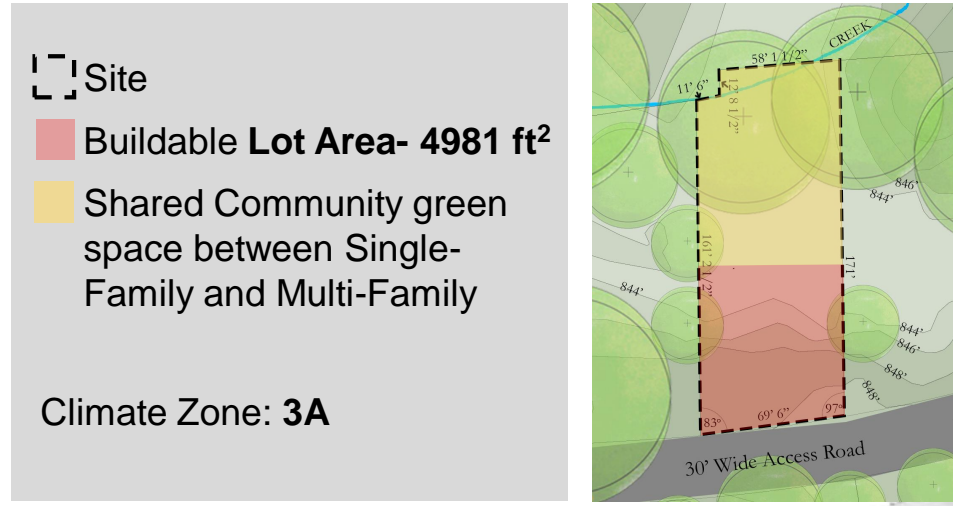 Site
Buildable Lot Area- 4981 ft²
Shared Community green
space between Single-
Family and Multi-Family
Climate Zone: 3A
CREEK
58' 1 1/2"
11' 6"
12' 8 1/2"
846'
844'
161' 2 1/2"
171'
844'
844'
846'
848'
848'
83°
69' 6"
97°
30' Wide Access Road